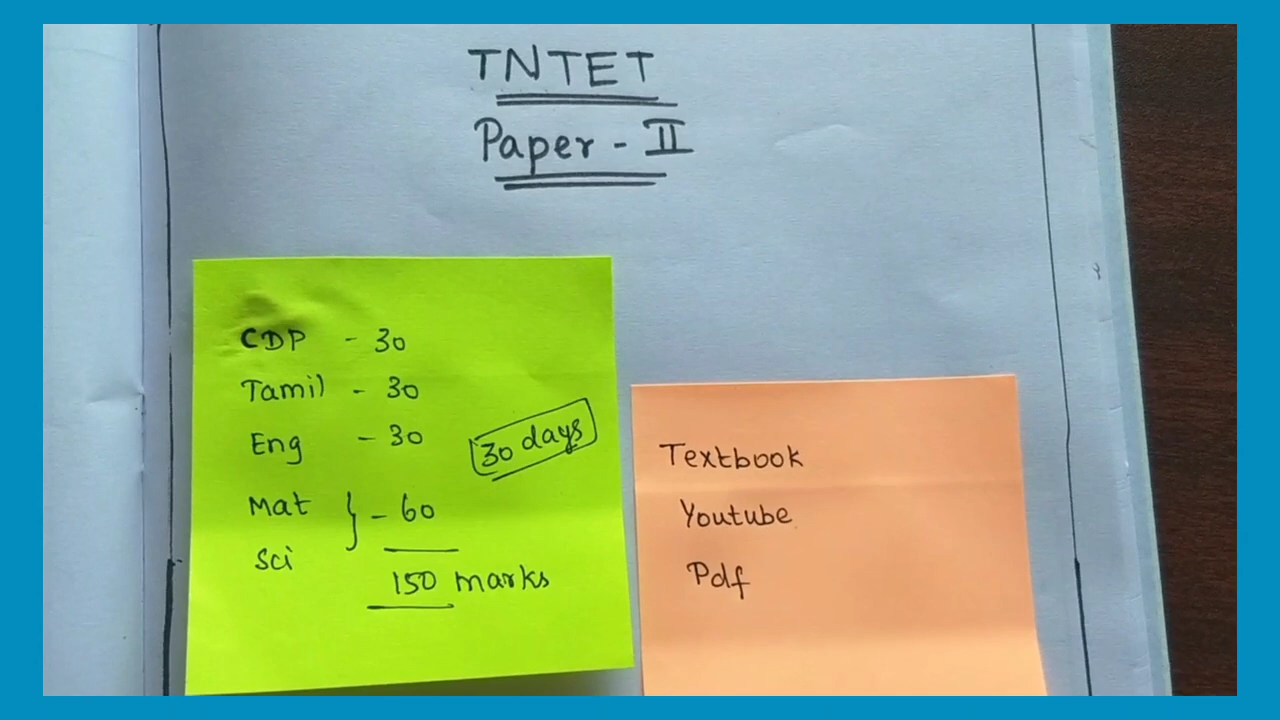 TNTET
Paper - II
CDP - 30
Tamil - 30
Eng - 30
30 days
Mat } - 60
Sci
150 marks
Textbook
Youtube
Pdf